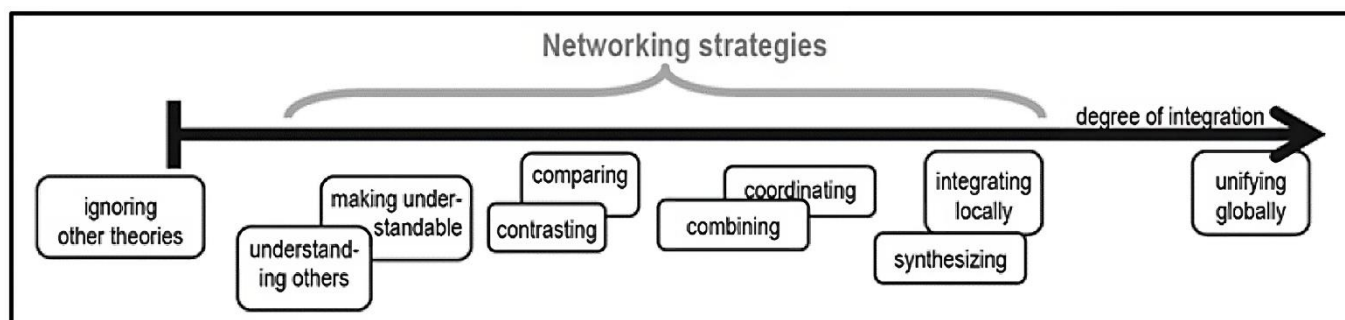 Networking strategies
degree of integration
ignoring
other theories
understand-
ing others
making under-
standable
comparing
contrasting
coordinating
combining
integrating
locally
synthesizing
unifying
globally